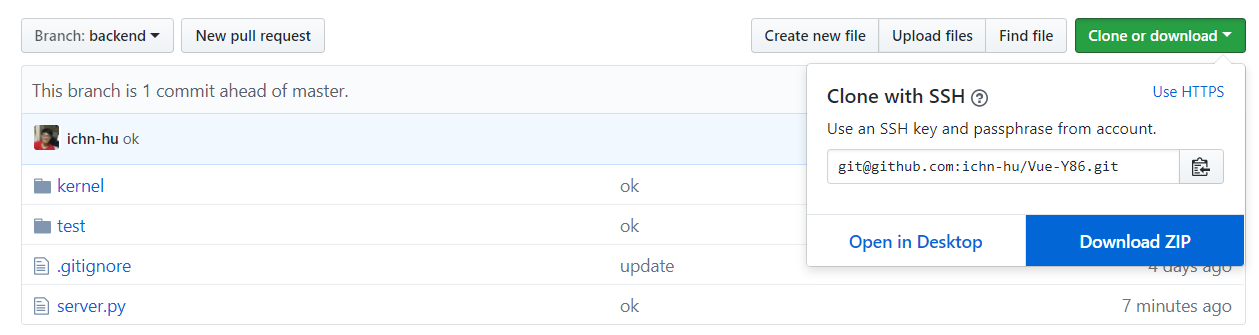 Branch: backend New pull request Create new file Upload files Find file Clone or download
This branch is 1 commit ahead of master.
Clone with SSH ? Use HTTPS
Use an SSH key and passphrase from account.
ichn-hu ok
git@github.com:ichn-hu/Vue-Y86.git
kernel ok
test ok
Open in Desktop Download ZIP
.gitignore update 4 days ago
server.py ok 7 minutes ago